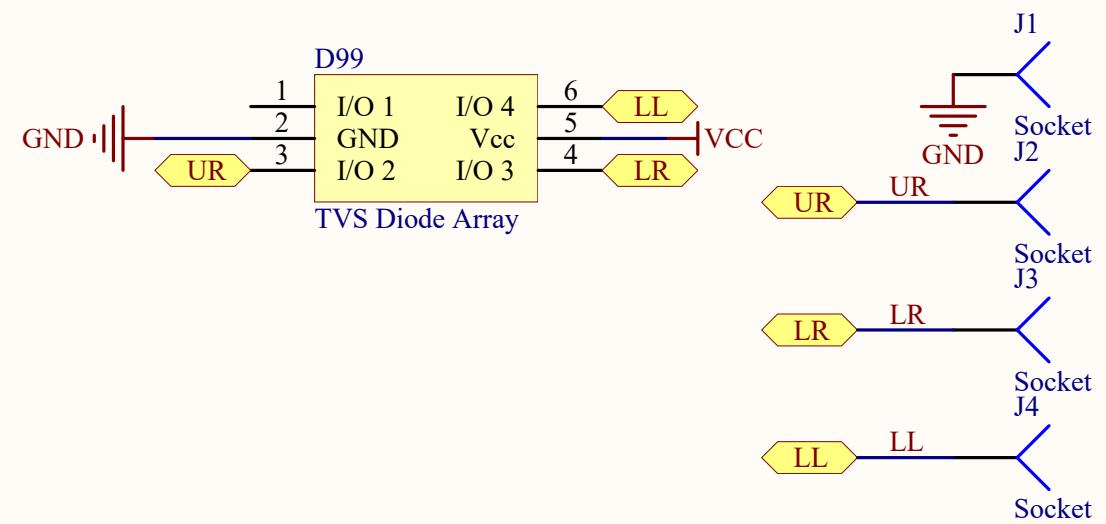 D99
1 I/O 1 I/O 4 6 LL
GND 2 GND Vcc 5 VCC
UR 3 I/O 2 I/O 3 4 LR
TVS Diode Array
J1
Socket
GND
J2
UR UR
Socket
J3
LR LR
Socket
J4
LL LL
Socket